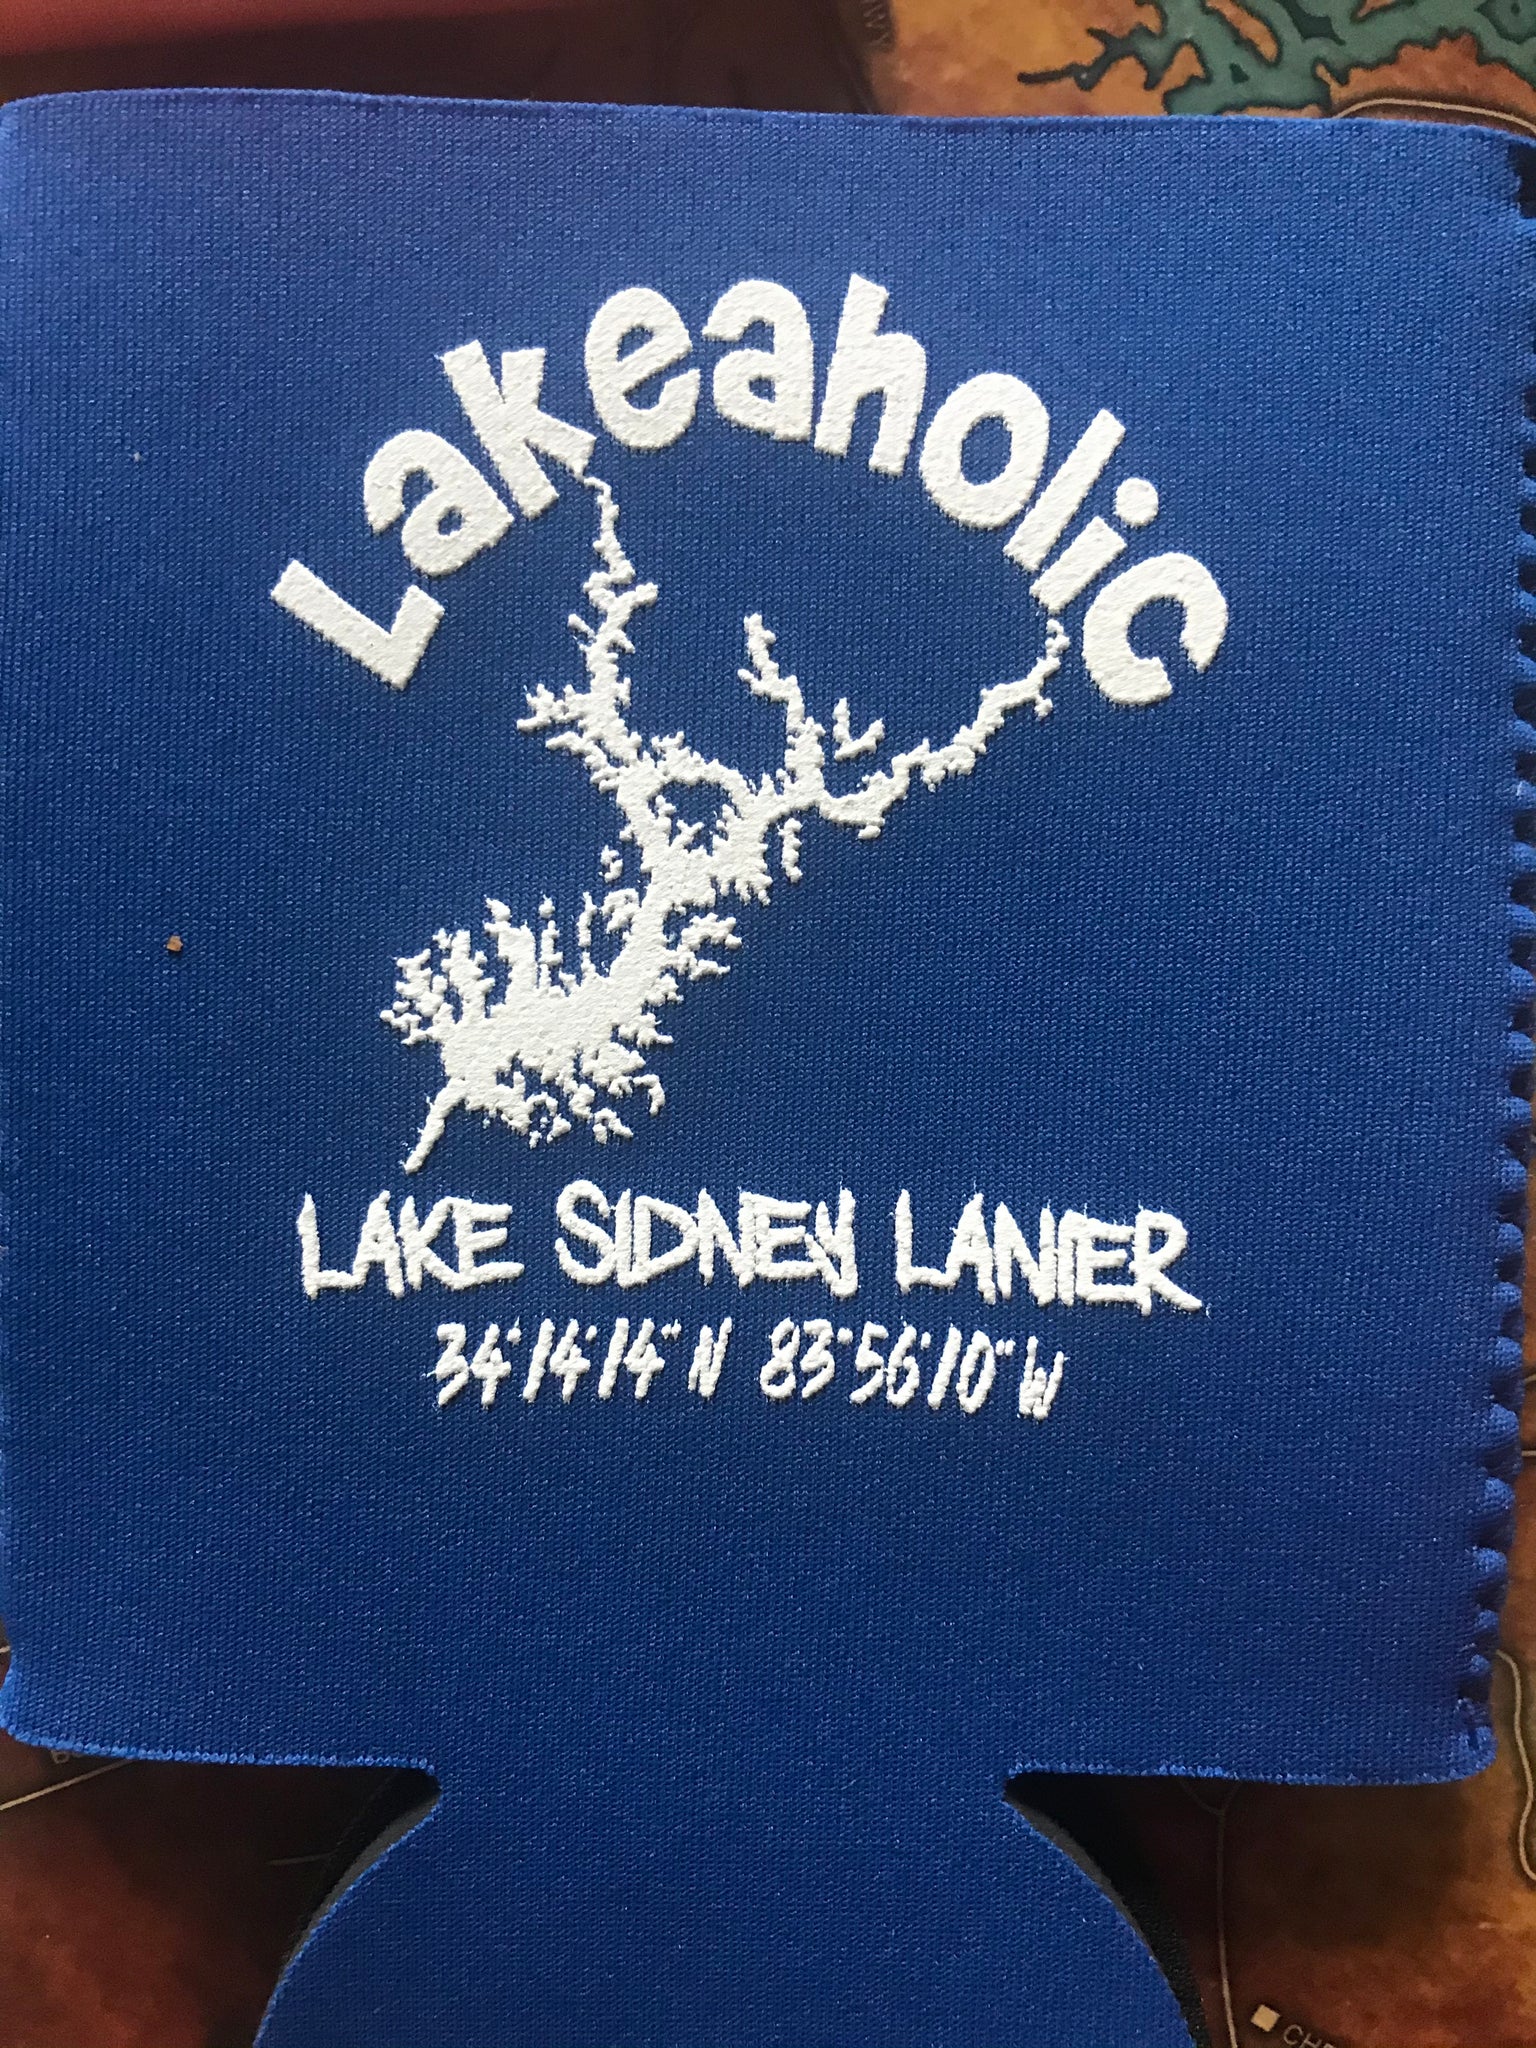 Lakeaholic
LAKE SIDNEY LANIER
34°14'14" N 83°56'10" W